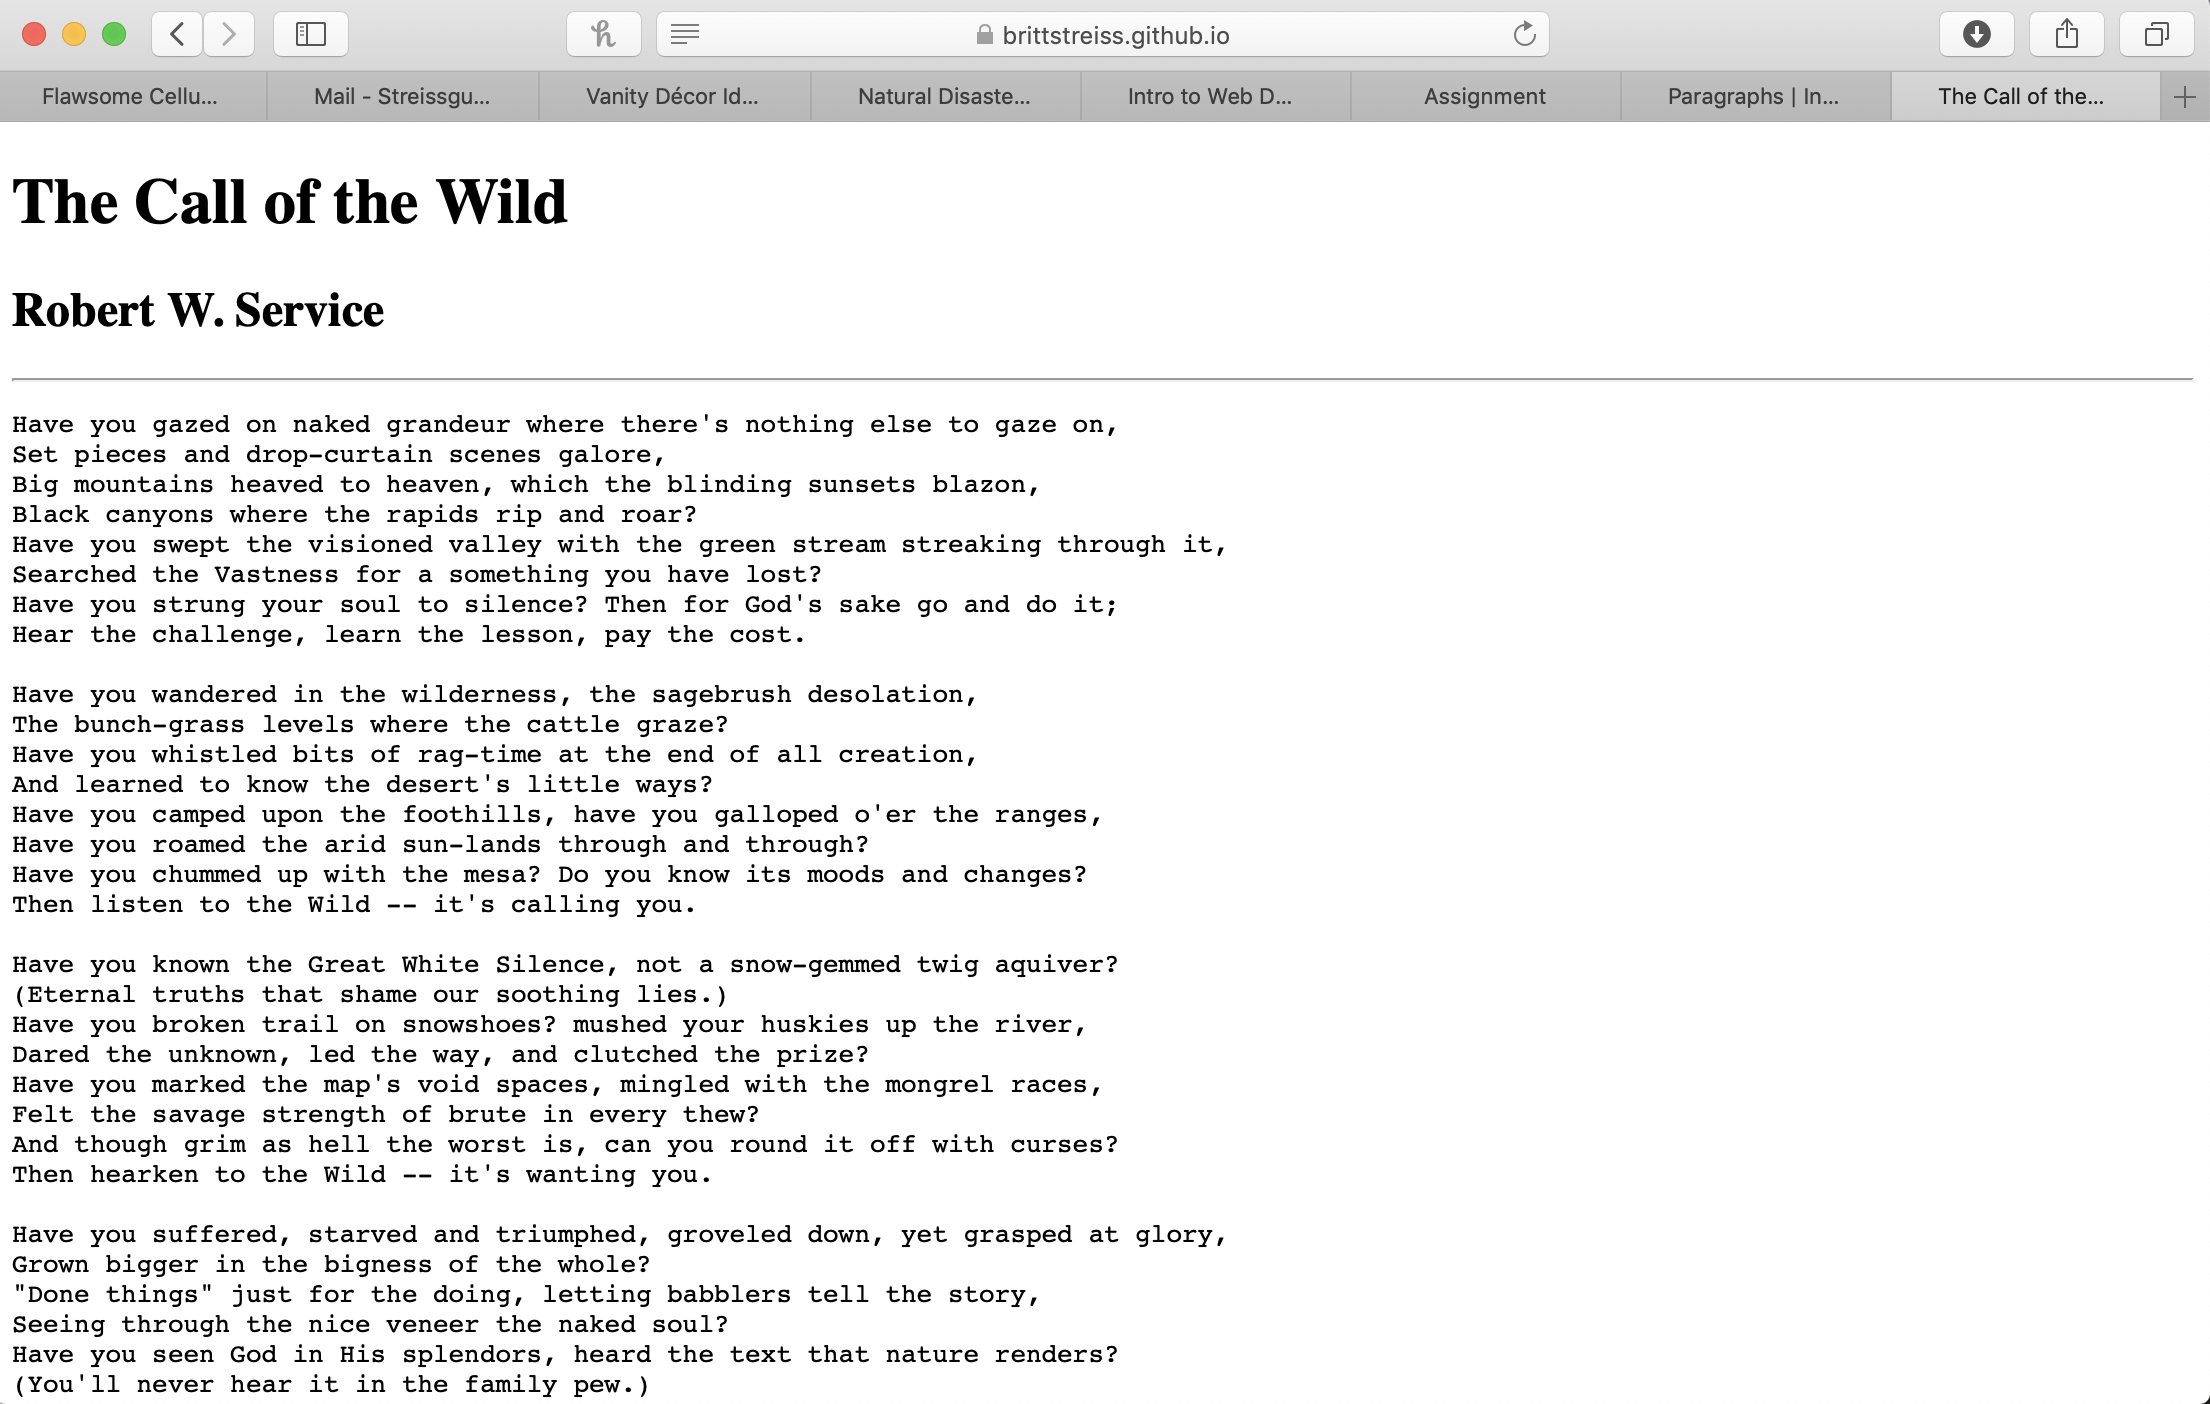 brittstreiss.github.io
Flawsome Cellu...
Mail - Streissgu...
Vanity Décor Id...
Natural Disaste...
Intro to Web D...
Assignment
Paragraphs | In...
The Call of the...
The Call of the Wild
Robert W. Service
Have you gazed on naked grandeur where there's nothing else to gaze on,
Set pieces and drop-curtain scenes galore,
Big mountains heaved to heaven, which the blinding sunsets blazon,
Black canyons where the rapids rip and roar?
Have you swept the visioned valley with the green stream streaking through it,
Searched the Vastness for a something you have lost?
Have you strung your soul to silence? Then for God's sake go and do it;
Hear the challenge, learn the lesson, pay the cost.
Have you wandered in the wilderness, the sagebrush desolation,
The bunch-grass levels where the cattle graze?
Have you whistled bits of rag-time at the end of all creation,
And learned to know the desert's little ways?
Have you camped upon the foothills, have you galloped o'er the ranges,
Have you roamed the arid sun-lands through and through?
Have you chummed up with the mesa? Do you know its moods and changes?
Then listen to the Wild -- it's calling you.
Have you known the Great White Silence, not a snow-gemmed twig aquiver?
(Eternal truths that shame our soothing lies.)
Have you broken trail on snowshoes? mushed your huskies up the river,
Dared the unknown, led the way, and clutched the prize?
Have you marked the map's void spaces, mingled with the mongrel races,
Felt the savage strength of brute in every thew?
And though grim as hell the worst is, can you round it off with curses?
Then hearken to the Wild -- it's wanting you.
Have you suffered, starved and triumphed, groveled down, yet grasped at glory,
Grown bigger in the bigness of the whole?
"Done things" just for the doing, letting babblers tell the story,
Seeing through the nice veneer the naked soul?
Have you seen God in His splendors, heard the text that nature renders?
(You'll never hear it in the family pew.)